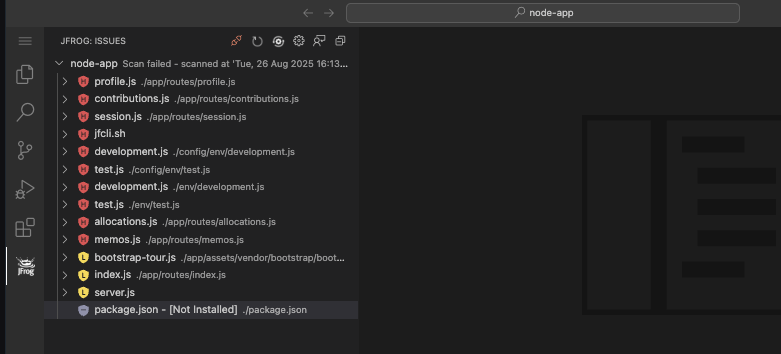 node-app
JFROG: ISSUES
node-app Scan failed - scanned at 'Tue, 26 Aug 2025 16:13...
H profile.js ./app/routes/profile.js
H contributions.js ./app/routes/contributions.js
H session.js ./app/routes/session.js
H jfcli.sh
H development.js ./config/env/development.js
H test.js ./config/env/test.js
H development.js ./env/development.js
H test.js ./env/test.js
H allocations.js ./app/routes/allocations.js
H memos.js ./app/routes/memos.js
L bootstrap-tour.js ./app/assets/vendor/bootstrap/boot...
L index.js ./app/routes/index.js
L server.js
package.json - [Not Installed] ./package.json
JFrog